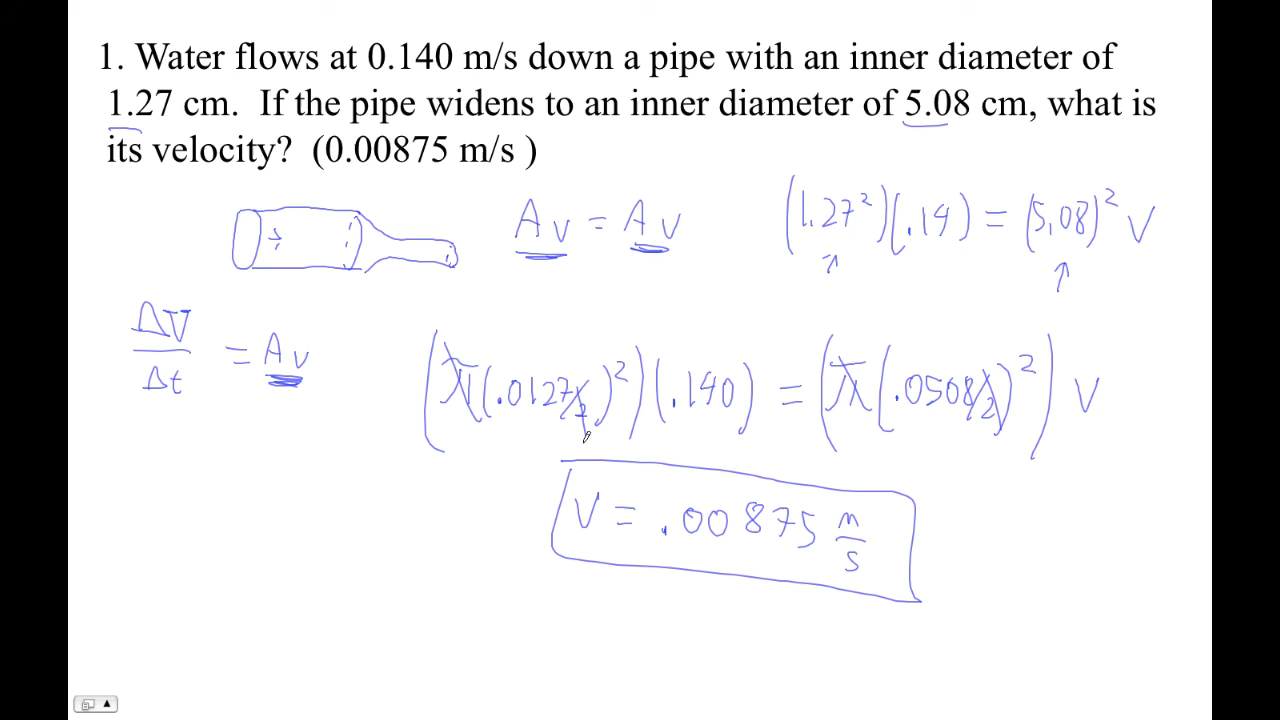 1. Water flows at 0.140 m/s down a pipe with an inner diameter of
1.27 cm. If the pipe widens to an inner diameter of 5.08 cm, what is
its velocity? (0.00875 m/s )
Av = Av
(1.27²)(.14) = (5.08)² V
ΔV/Δt = Av
(π(.0127/2)²)(.140) = (π(.0508/2)²) V
V = .00875 m/s